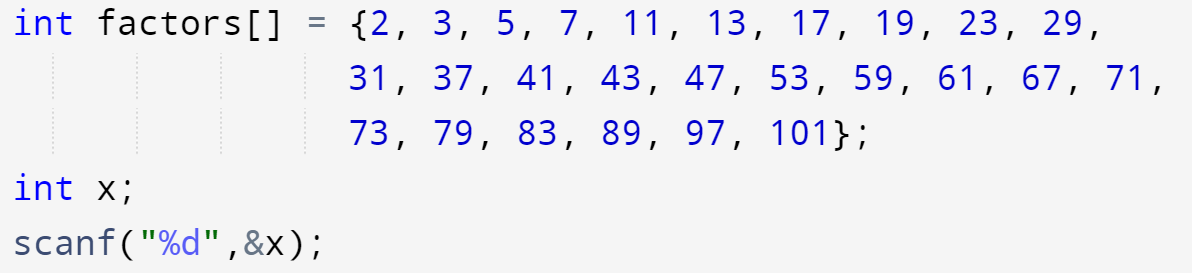 int factors[] = {2, 3, 5, 7, 11, 13, 17, 19, 23, 29,
31, 37, 41, 43, 47, 53, 59, 61, 67, 71,
73, 79, 83, 89, 97, 101};
int x;
scanf("%d",&x);